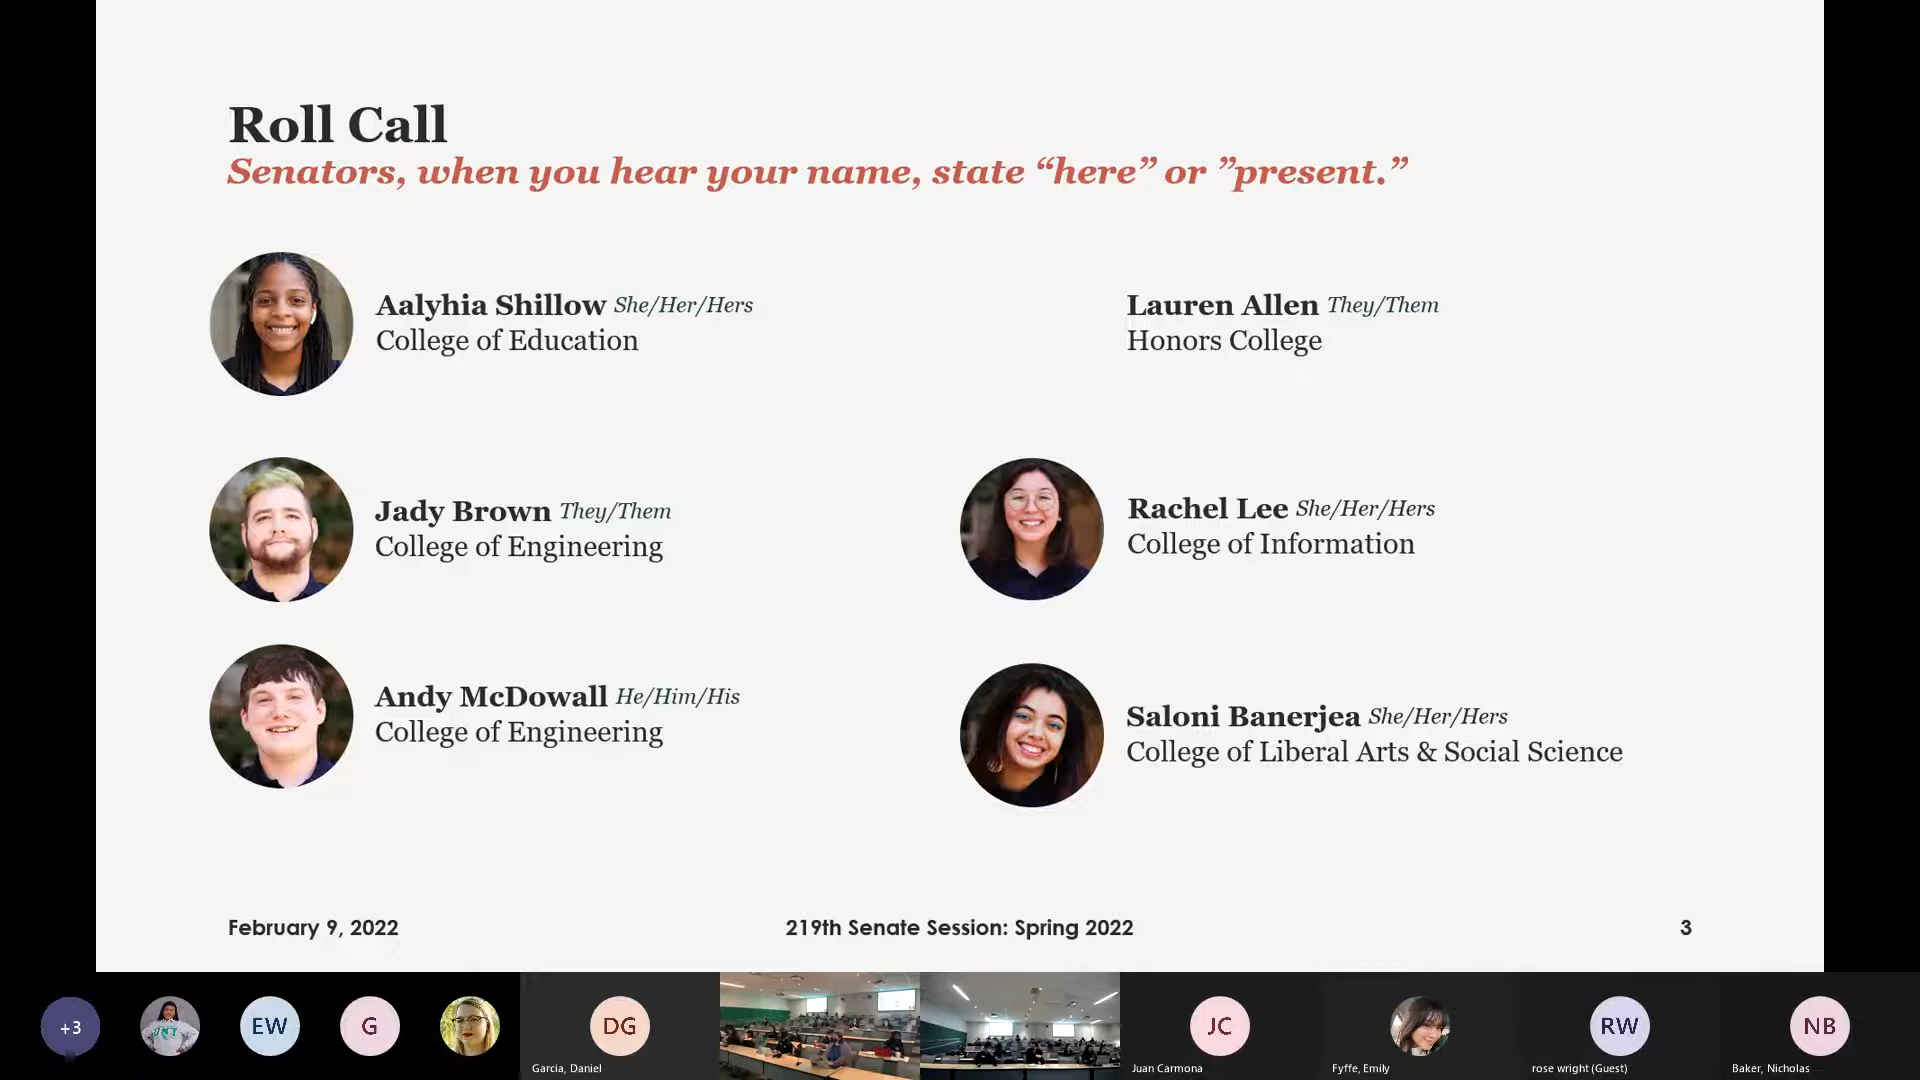 Roll Call
Senators, when you hear your name, state “here” or ”present.”
Aalyhia Shillow She/Her/Hers
College of Education
Lauren Allen They/Them
Honors College
Jady Brown They/Them
College of Engineering
Rachel Lee She/Her/Hers
College of Information
Andy McDowall He/Him/His
College of Engineering
Saloni Banerjea She/Her/Hers
College of Liberal Arts & Social Science
February 9, 2022
219th Senate Session: Spring 2022
3
+3
EW
G
DG
Garcia, Daniel
JC
Juan Carmona
Fyffe, Emily
RW
rose wright (Guest)
NB
Baker, Nicholas